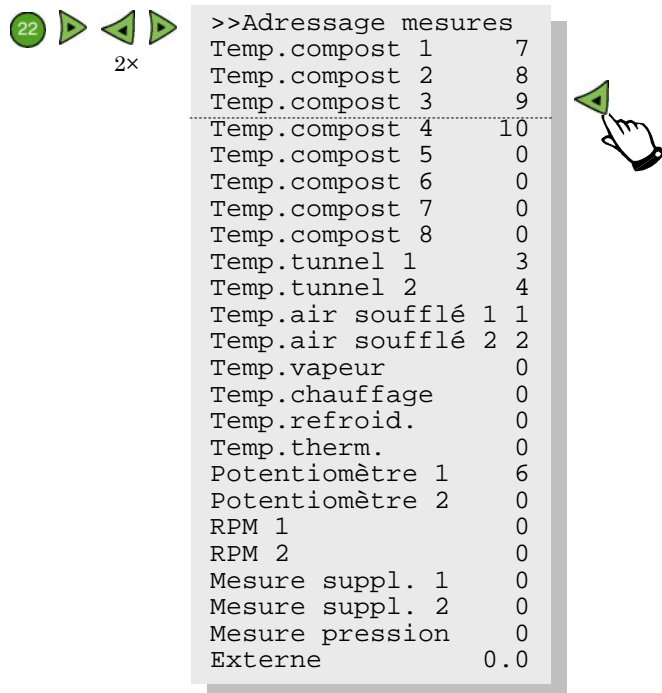 22
2×
>>Adressage mesures
Temp.compost 1 7
Temp.compost 2 8
Temp.compost 3 9
Temp.compost 4 10
Temp.compost 5 0
Temp.compost 6 0
Temp.compost 7 0
Temp.compost 8 0
Temp.tunnel 1 3
Temp.tunnel 2 4
Temp.air soufflé 1 1
Temp.air soufflé 2 2
Temp.vapeur 0
Temp.chauffage 0
Temp.refroid. 0
Temp.therm. 0
Potentiomètre 1 6
Potentiomètre 2 0
RPM 1 0
RPM 2 0
Mesure suppl. 1 0
Mesure suppl. 2 0
Mesure pression 0
Externe 0.0